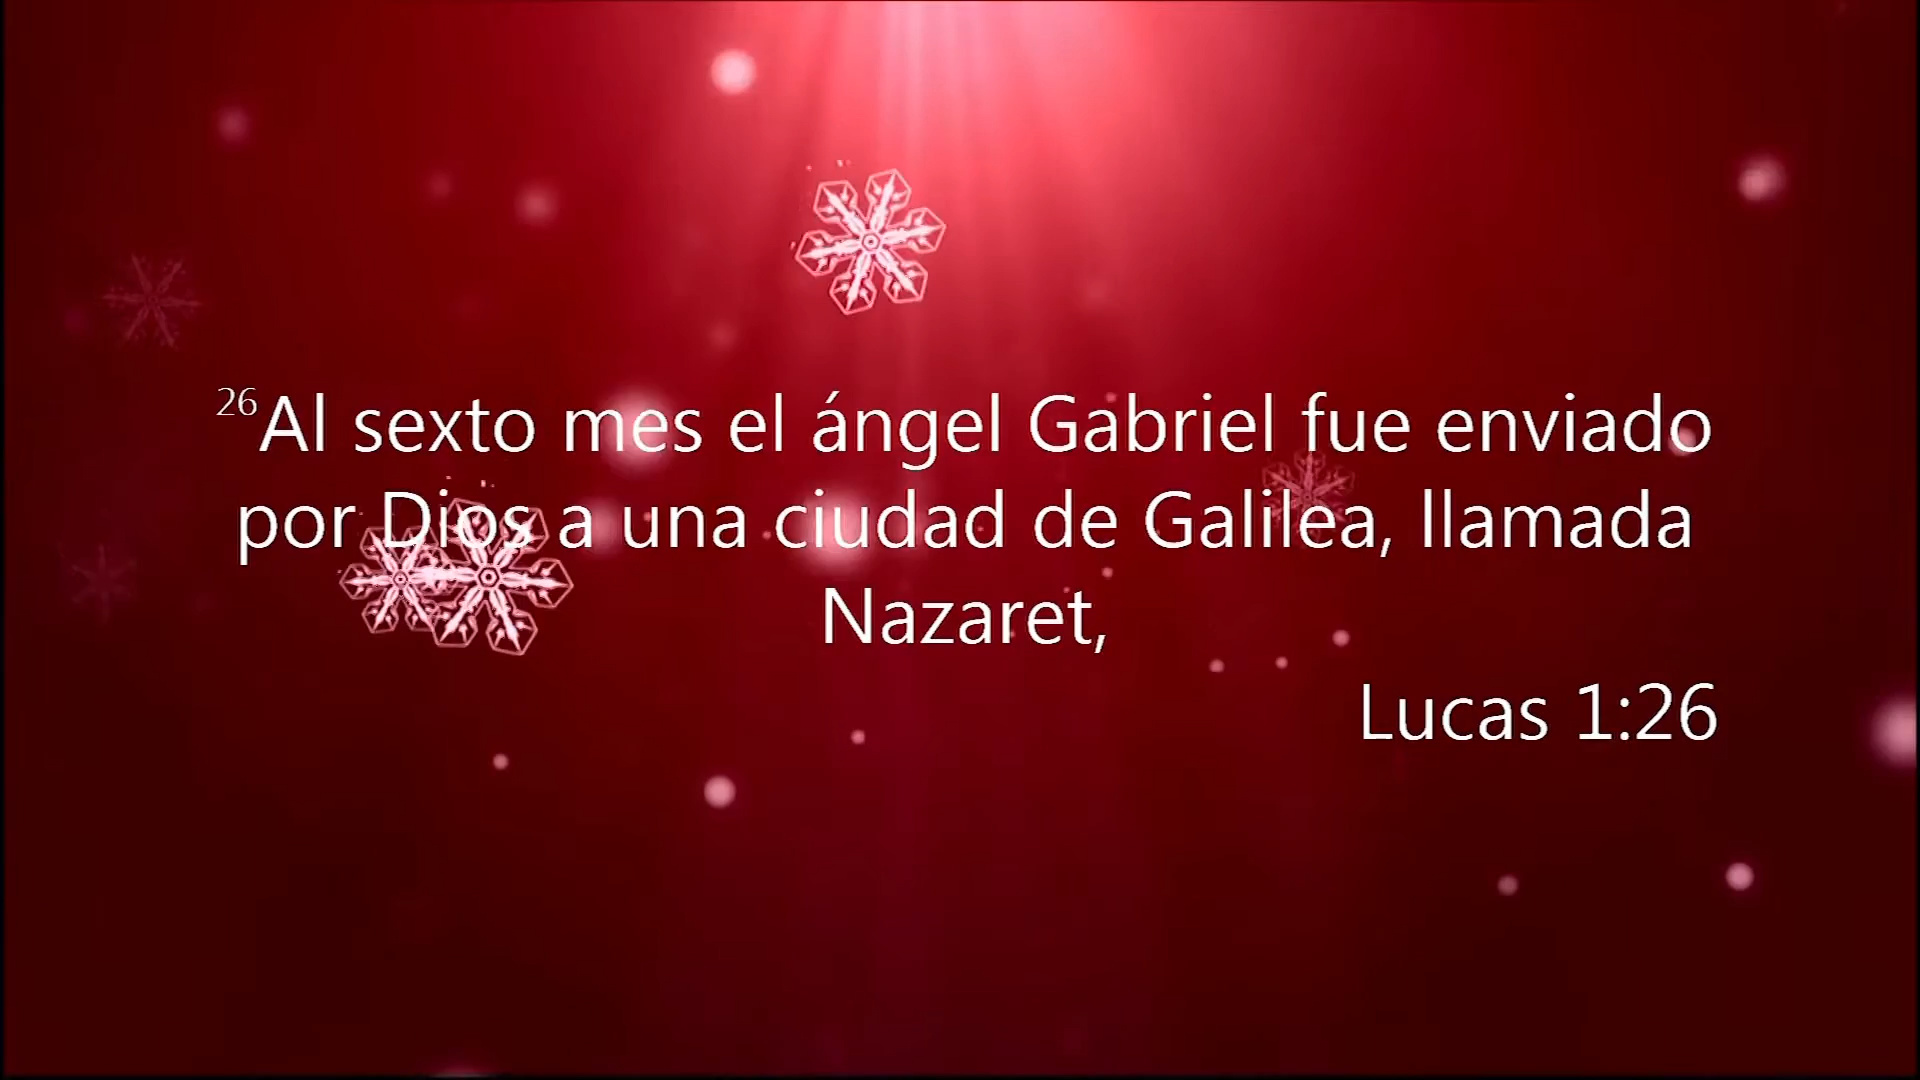 26Al sexto mes el ángel Gabriel fue enviado
por Dios a una ciudad de Galilea, llamada
Nazaret,
Lucas 1:26